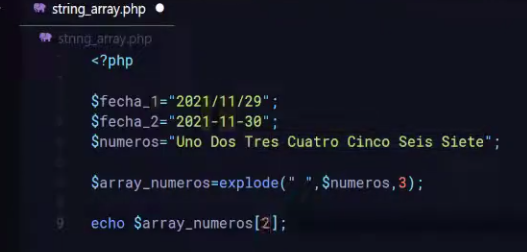 string_array.php
string_array.php
<?php
$fecha_1="2021/11/29";
$fecha_2="2021-11-30";
$numeros="Uno Dos Tres Cuatro Cinco Seis Siete";
$array_numeros=explode(" ",$numeros,3);
9 echo $array_numeros[2];